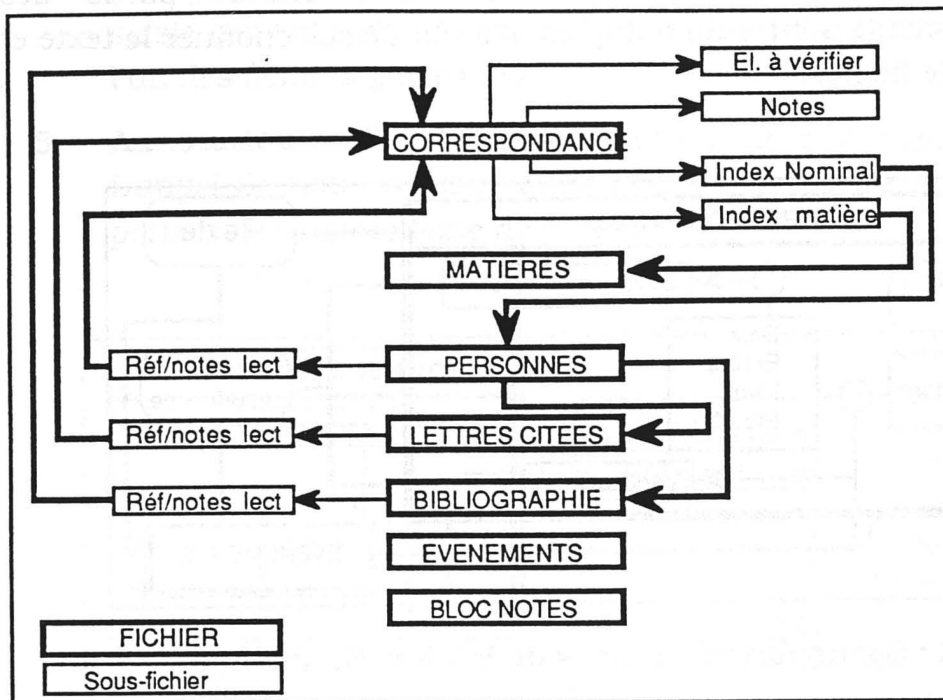 El. à vérifier
Notes
CORRESPONDANCE
Index Nominal
Index matière
MATIERES
Réf/notes lect
PERSONNES
Réf/notes lect
LETTRES CITEES
Réf/notes lect
BIBLIOGRAPHIE
EVENEMENTS
BLOC NOTES
FICHIER
Sous-fichier